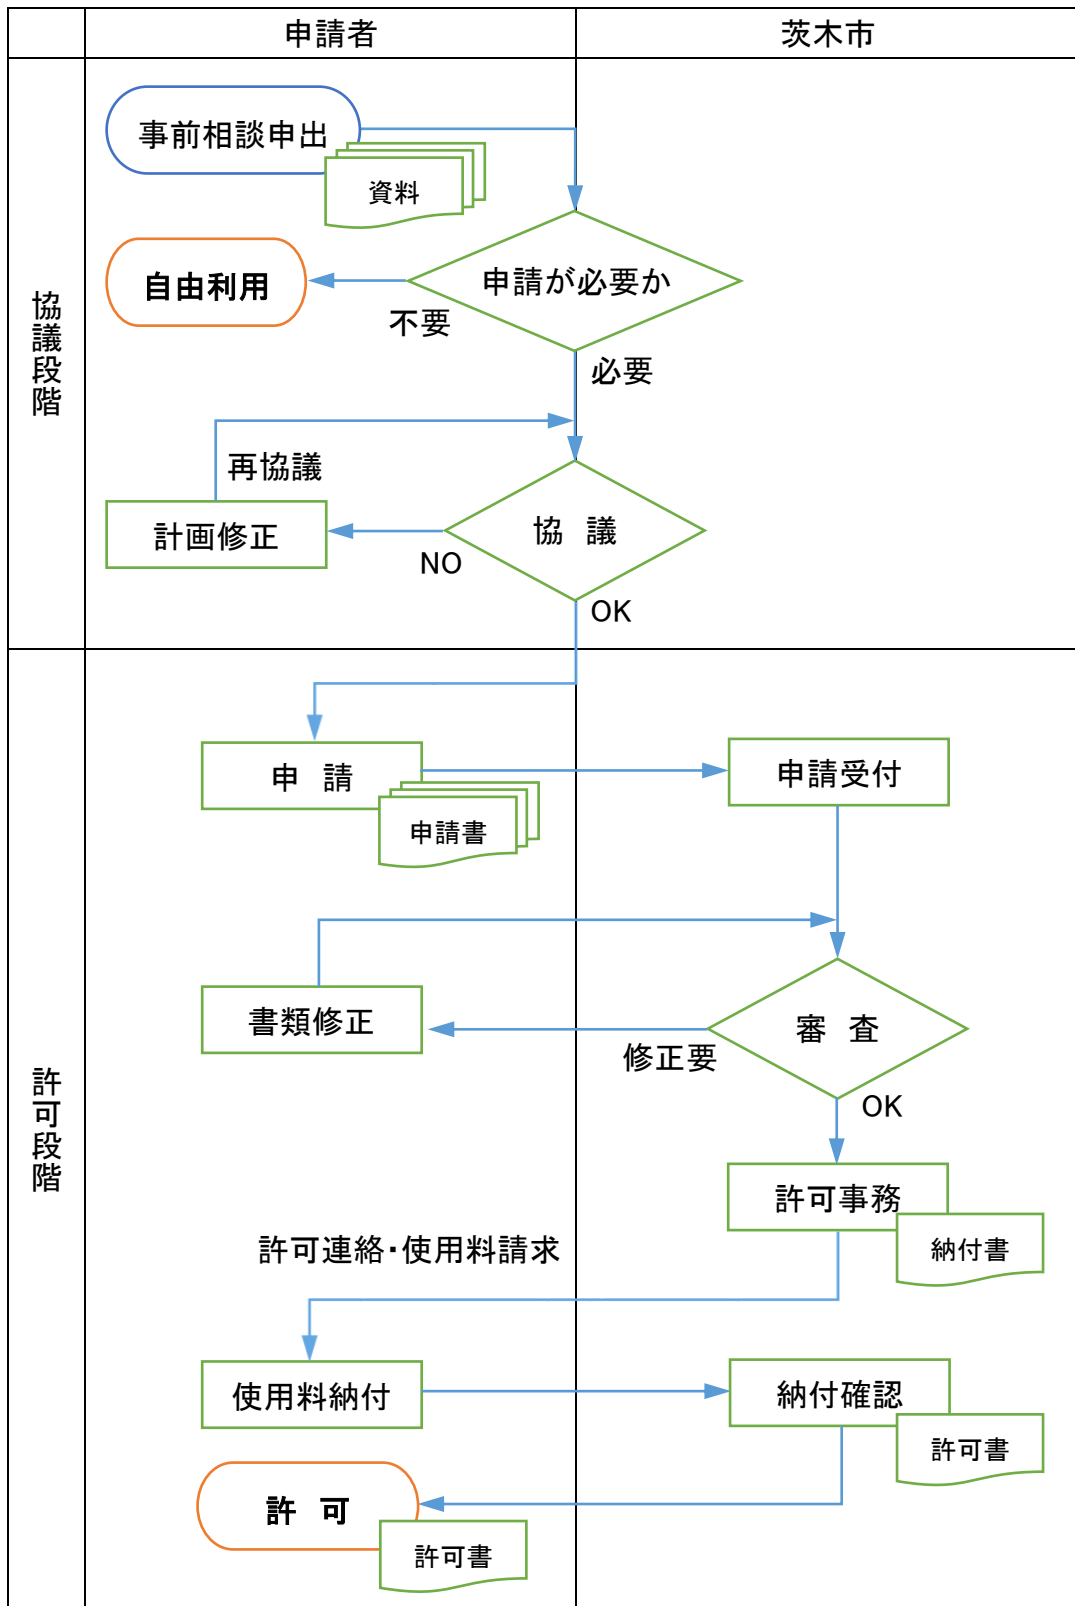 申請者
茨木市
協議段階
事前相談申出
資料
申請が必要か
自由利用
不要
必要
再協議
計画修正
協 議
NO
OK
許可段階
申 請
申請書
申請受付
書類修正
審 査
修正要
OK
許可事務
納付書
許可連絡・使用料請求
使用料納付
納付確認
許可書
許 可
許可書